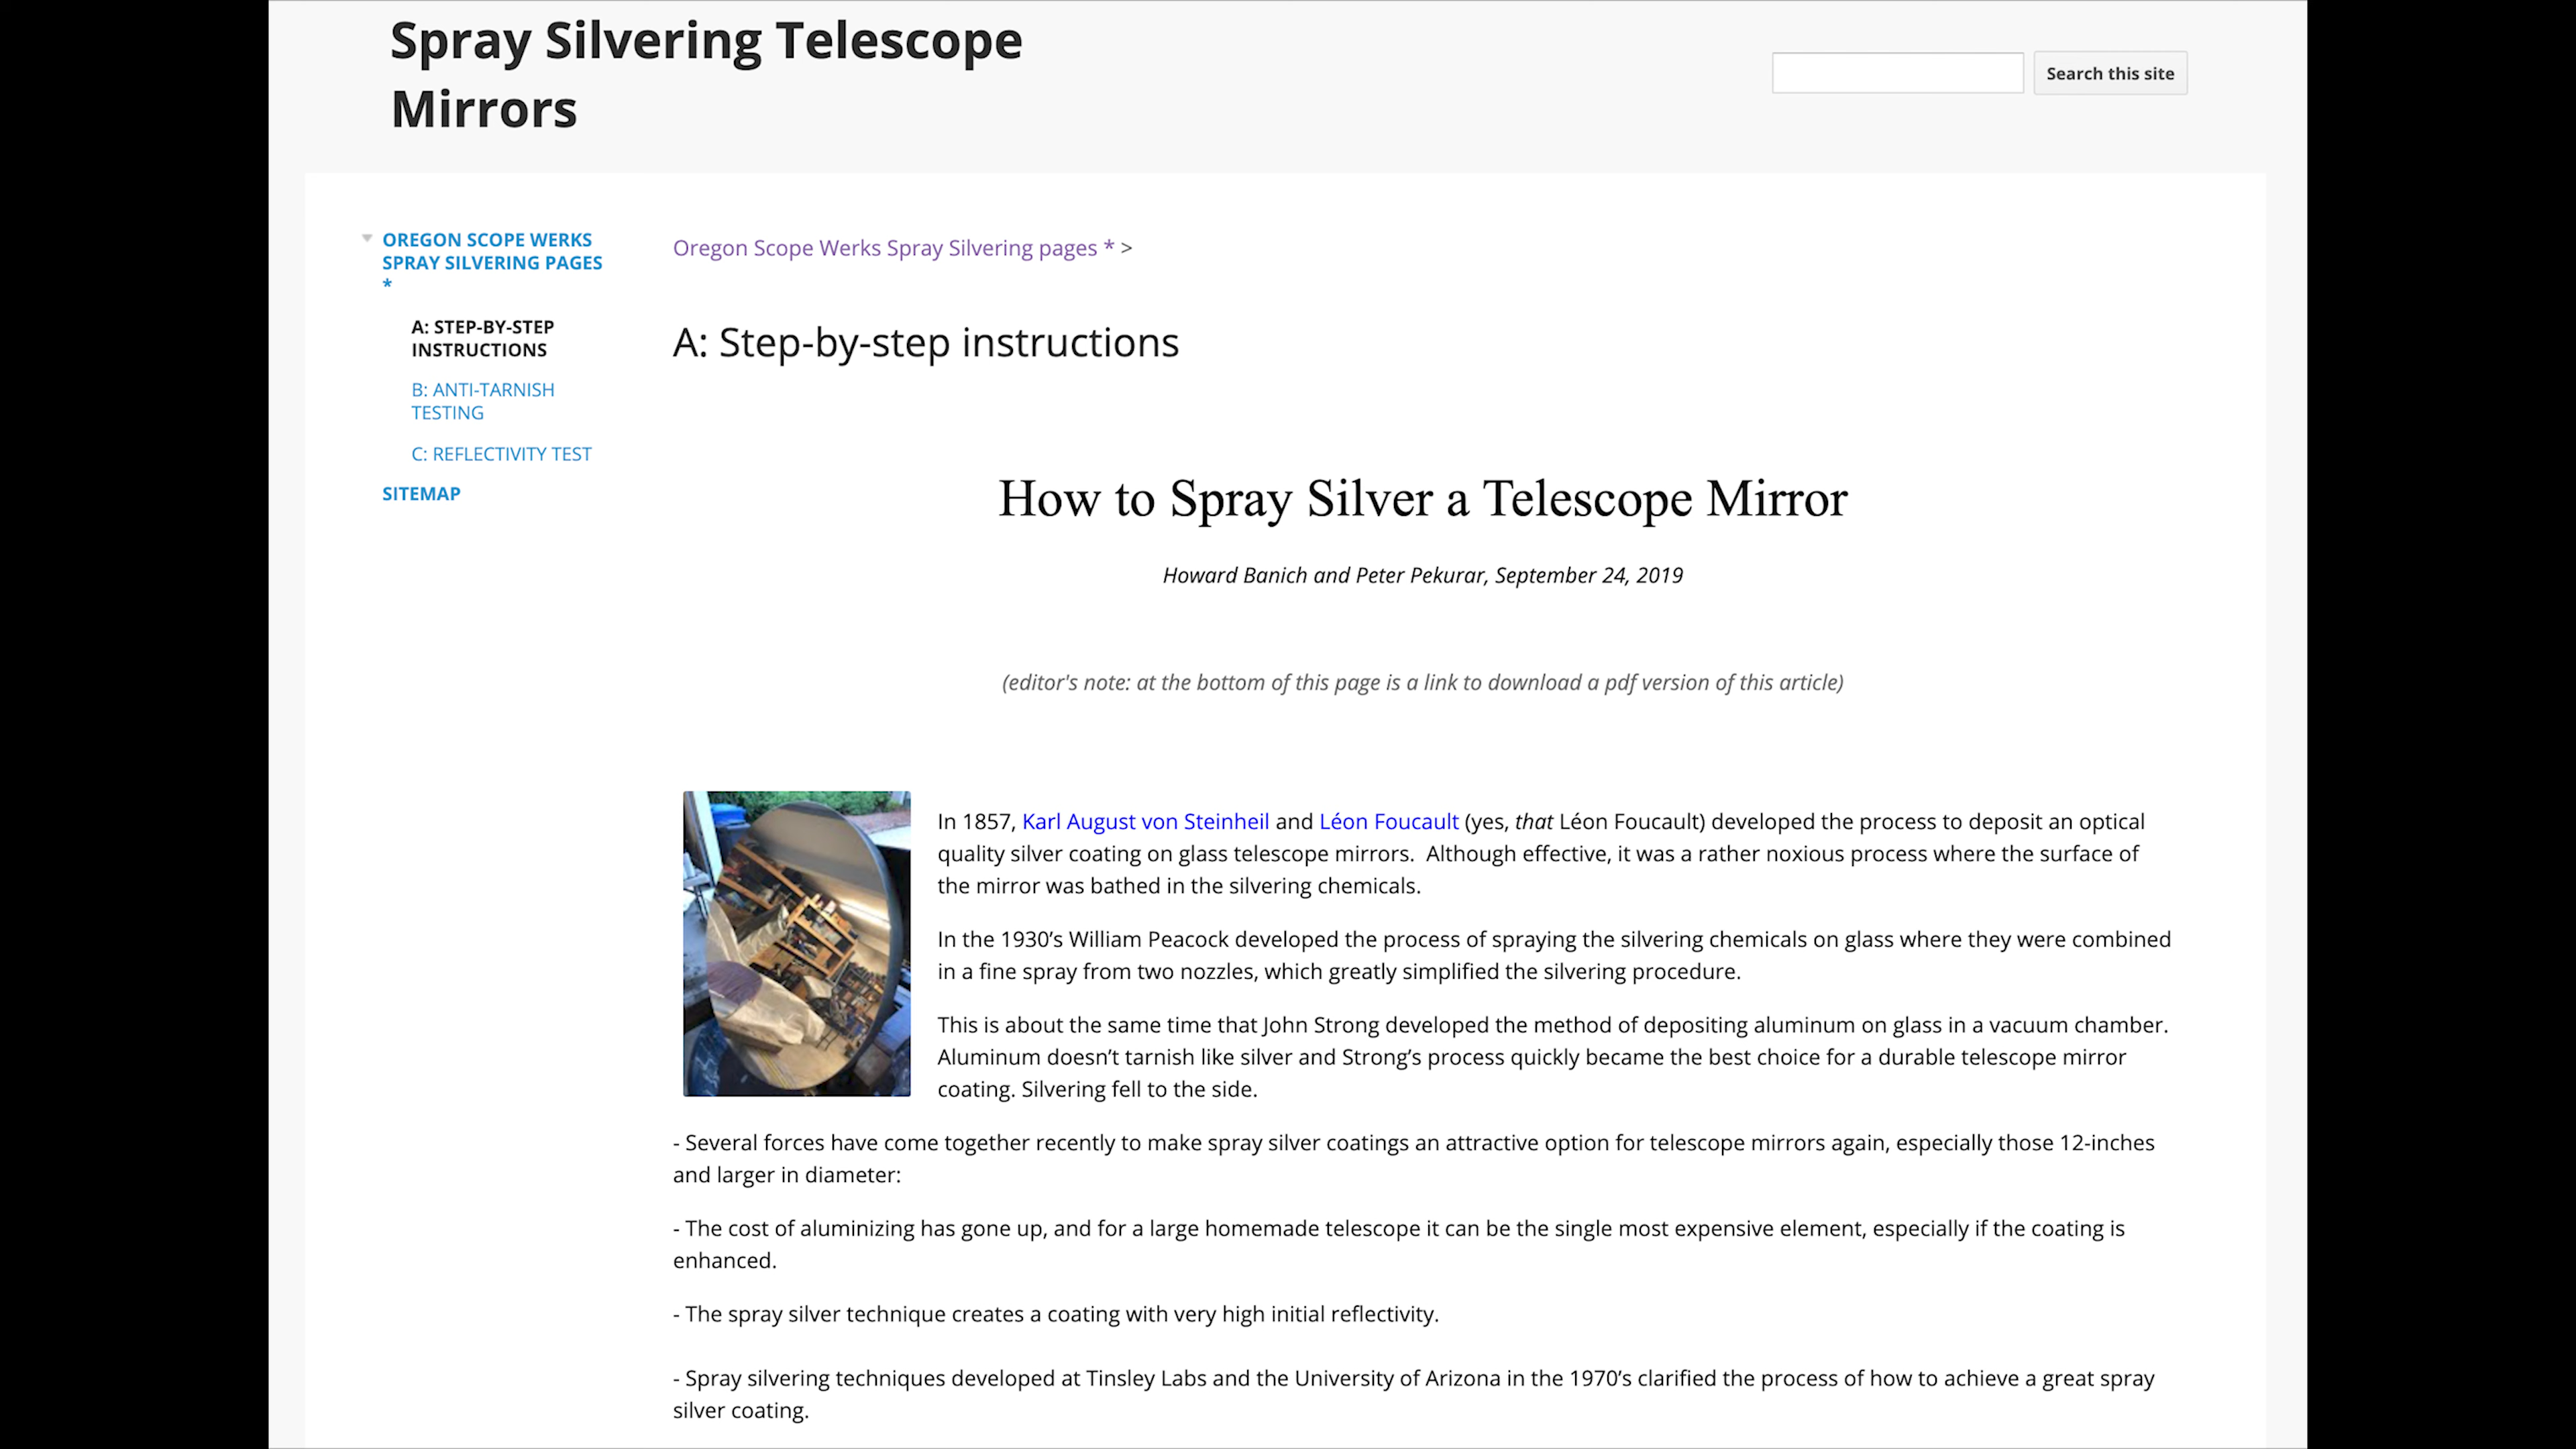 Spray Silvering Telescope
Mirrors
Search this site
OREGON SCOPE WERKS
SPRAY SILVERING PAGES
*
A: STEP-BY-STEP
INSTRUCTIONS
B: ANTI-TARNISH
TESTING
C: REFLECTIVITY TEST
SITEMAP
Oregon Scope Werks Spray Silvering pages * >
A: Step-by-step instructions
How to Spray Silver a Telescope Mirror
Howard Banich and Peter Pekurar, September 24, 2019
(editor's note: at the bottom of this page is a link to download a pdf version of this article)
In 1857, Karl August von Steinheil and Léon Foucault (yes, that Léon Foucault) developed the process to deposit an optical
quality silver coating on glass telescope mirrors.  Although effective, it was a rather noxious process where the surface of
the mirror was bathed in the silvering chemicals.
In the 1930’s William Peacock developed the process of spraying the silvering chemicals on glass where they were combined
in a fine spray from two nozzles, which greatly simplified the silvering procedure.
This is about the same time that John Strong developed the method of depositing aluminum on glass in a vacuum chamber.
Aluminum doesn’t tarnish like silver and Strong’s process quickly became the best choice for a durable telescope mirror
coating. Silvering fell to the side.
- Several forces have come together recently to make spray silver coatings an attractive option for telescope mirrors again, especially those 12-inches
and larger in diameter:
- The cost of aluminizing has gone up, and for a large homemade telescope it can be the single most expensive element, especially if the coating is
enhanced.
- The spray silver technique creates a coating with very high initial reflectivity.
- Spray silvering techniques developed at Tinsley Labs and the University of Arizona in the 1970’s clarified the process of how to achieve a great spray
silver coating.